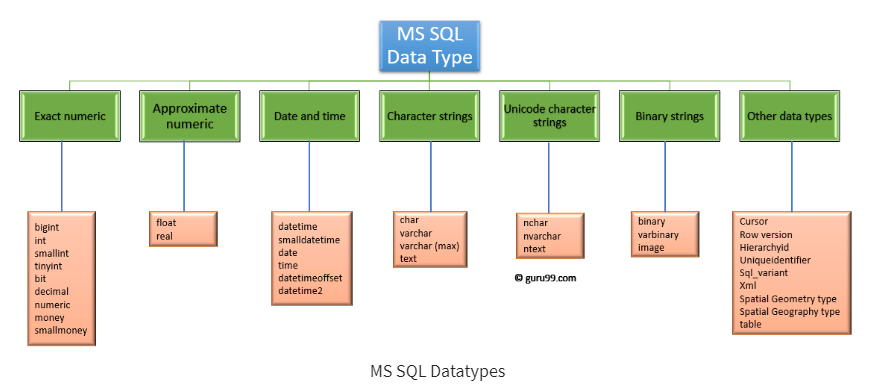 MS SQL
Data Type
Exact numeric
Approximate
numeric
Date and time
Character strings
Unicode character
strings
Binary strings
Other data types
bigint
int
smallint
tinyint
bit
decimal
numeric
money
smallmoney
float
real
datetime
smalldatetime
date
time
datetimeoffset
datetime2
char
varchar
varchar (max)
text
nchar
nvarchar
ntext
binary
varbinary
image
Cursor
Row version
Hierarchyid
Uniqueidentifier
Sql_variant
Xml
Spatial Geometry type
Spatial Geography type
table
© guru99.com
MS SQL Datatypes